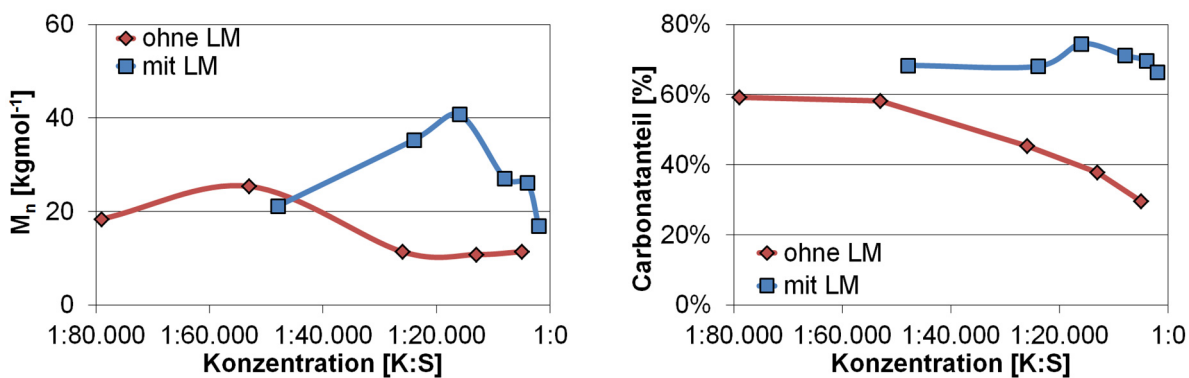 60
40
20
0
M_n [kgmol⁻¹]
ohne LM
mit LM
1:80.000 1:60.000 1:40.000 1:20.000 1:0
Konzentration [K:S]
80%
60%
40%
20%
0%
Carbonatanteil [%]
ohne LM
mit LM
1:80.000 1:60.000 1:40.000 1:20.000 1:0
Konzentration [K:S]